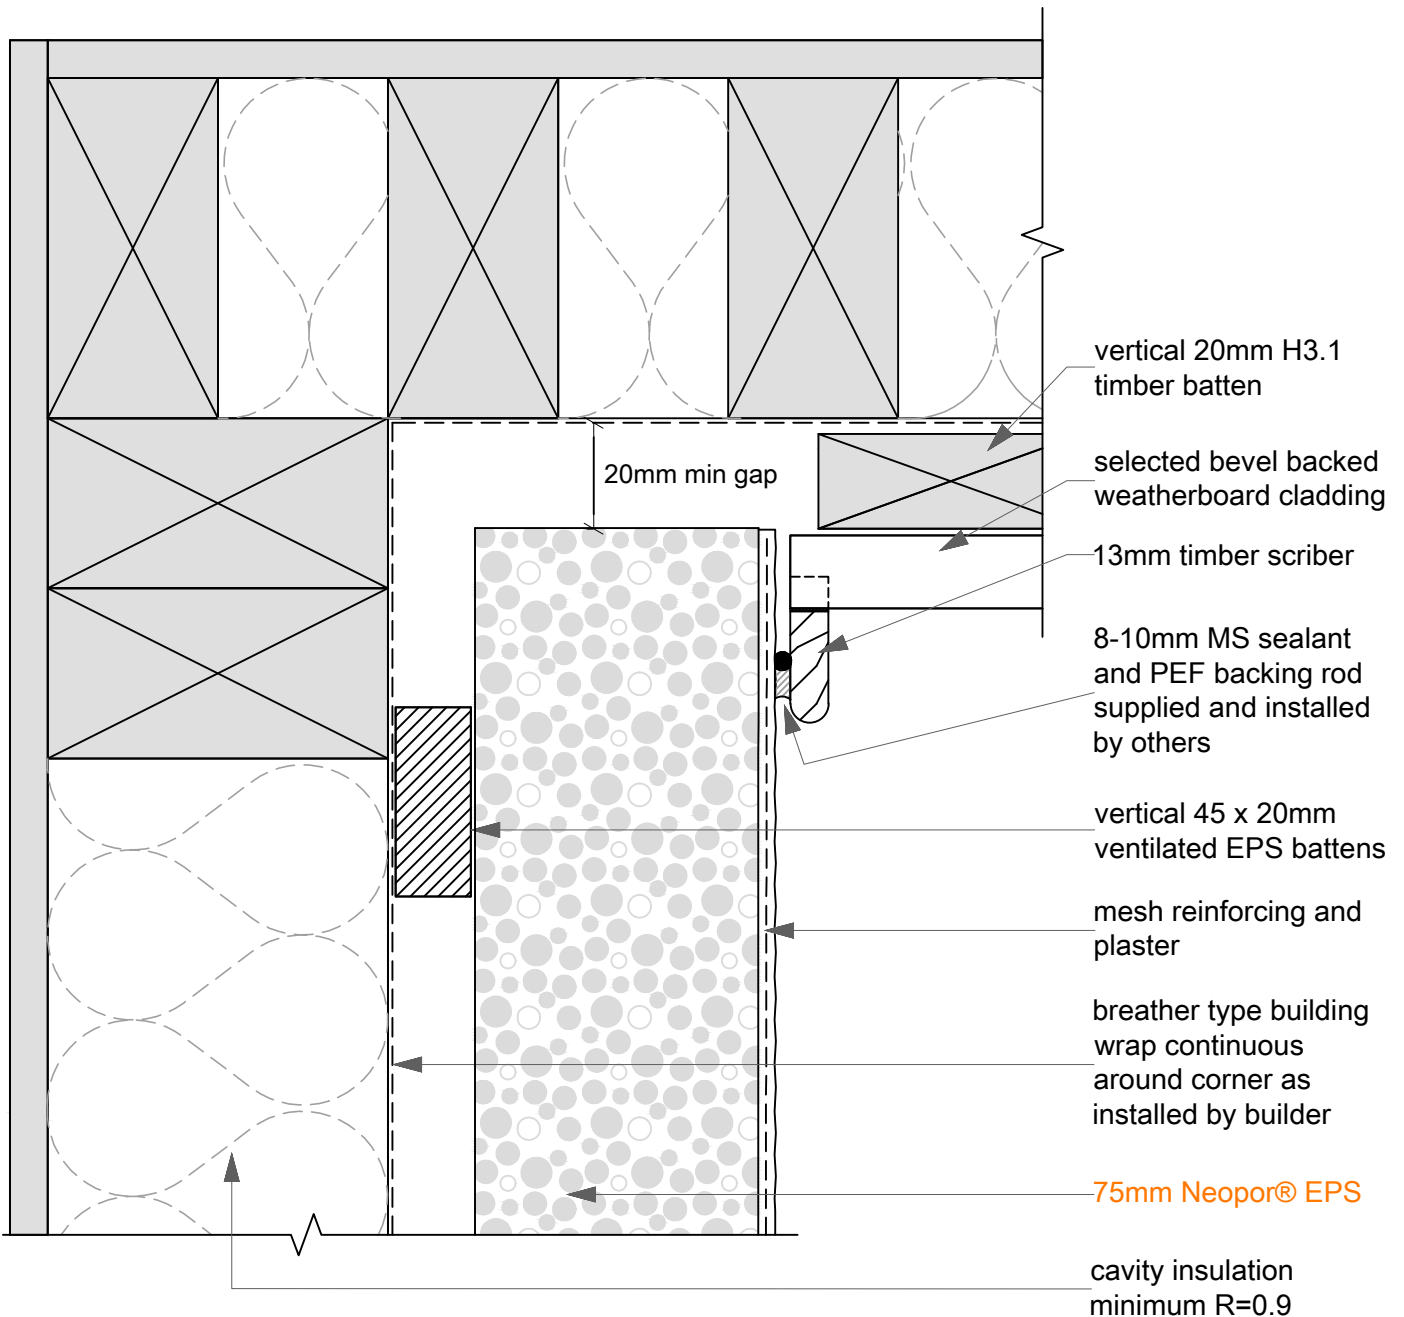 vertical 20mm H3.1
timber batten
selected bevel backed
weatherboard cladding
20mm min gap
13mm timber scriber
8-10mm MS sealant
and PEF backing rod
supplied and installed
by others
vertical 45 x 20mm
ventilated EPS battens
mesh reinforcing and
plaster
breather type building
wrap continuous
around corner as
installed by builder
75mm Neopor® EPS
cavity insulation
minimum R=0.9